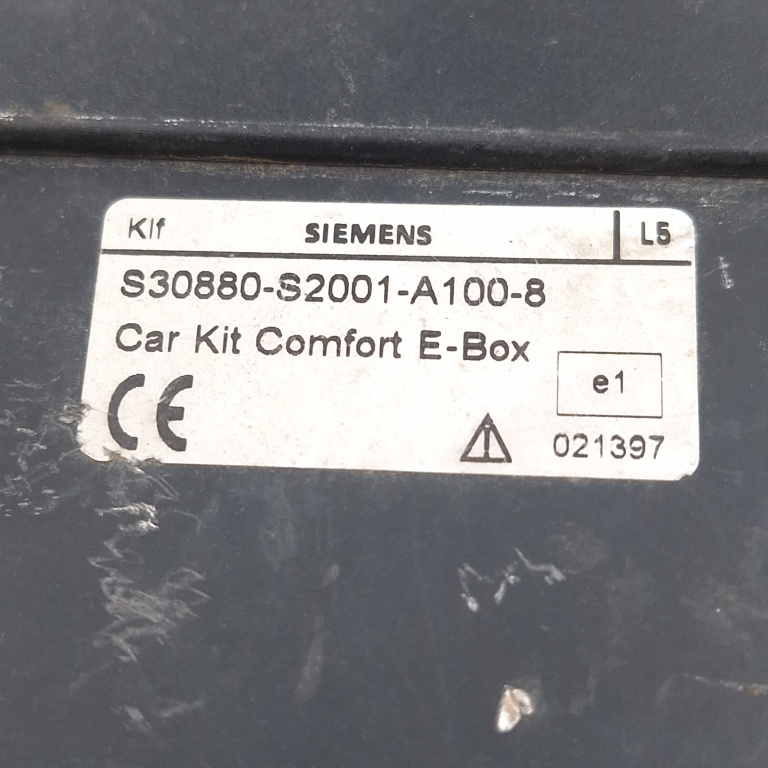 Klf SIEMENS L5
S30880-S2001-A100-8
Car Kit Comfort E-Box
e1
CE 021397